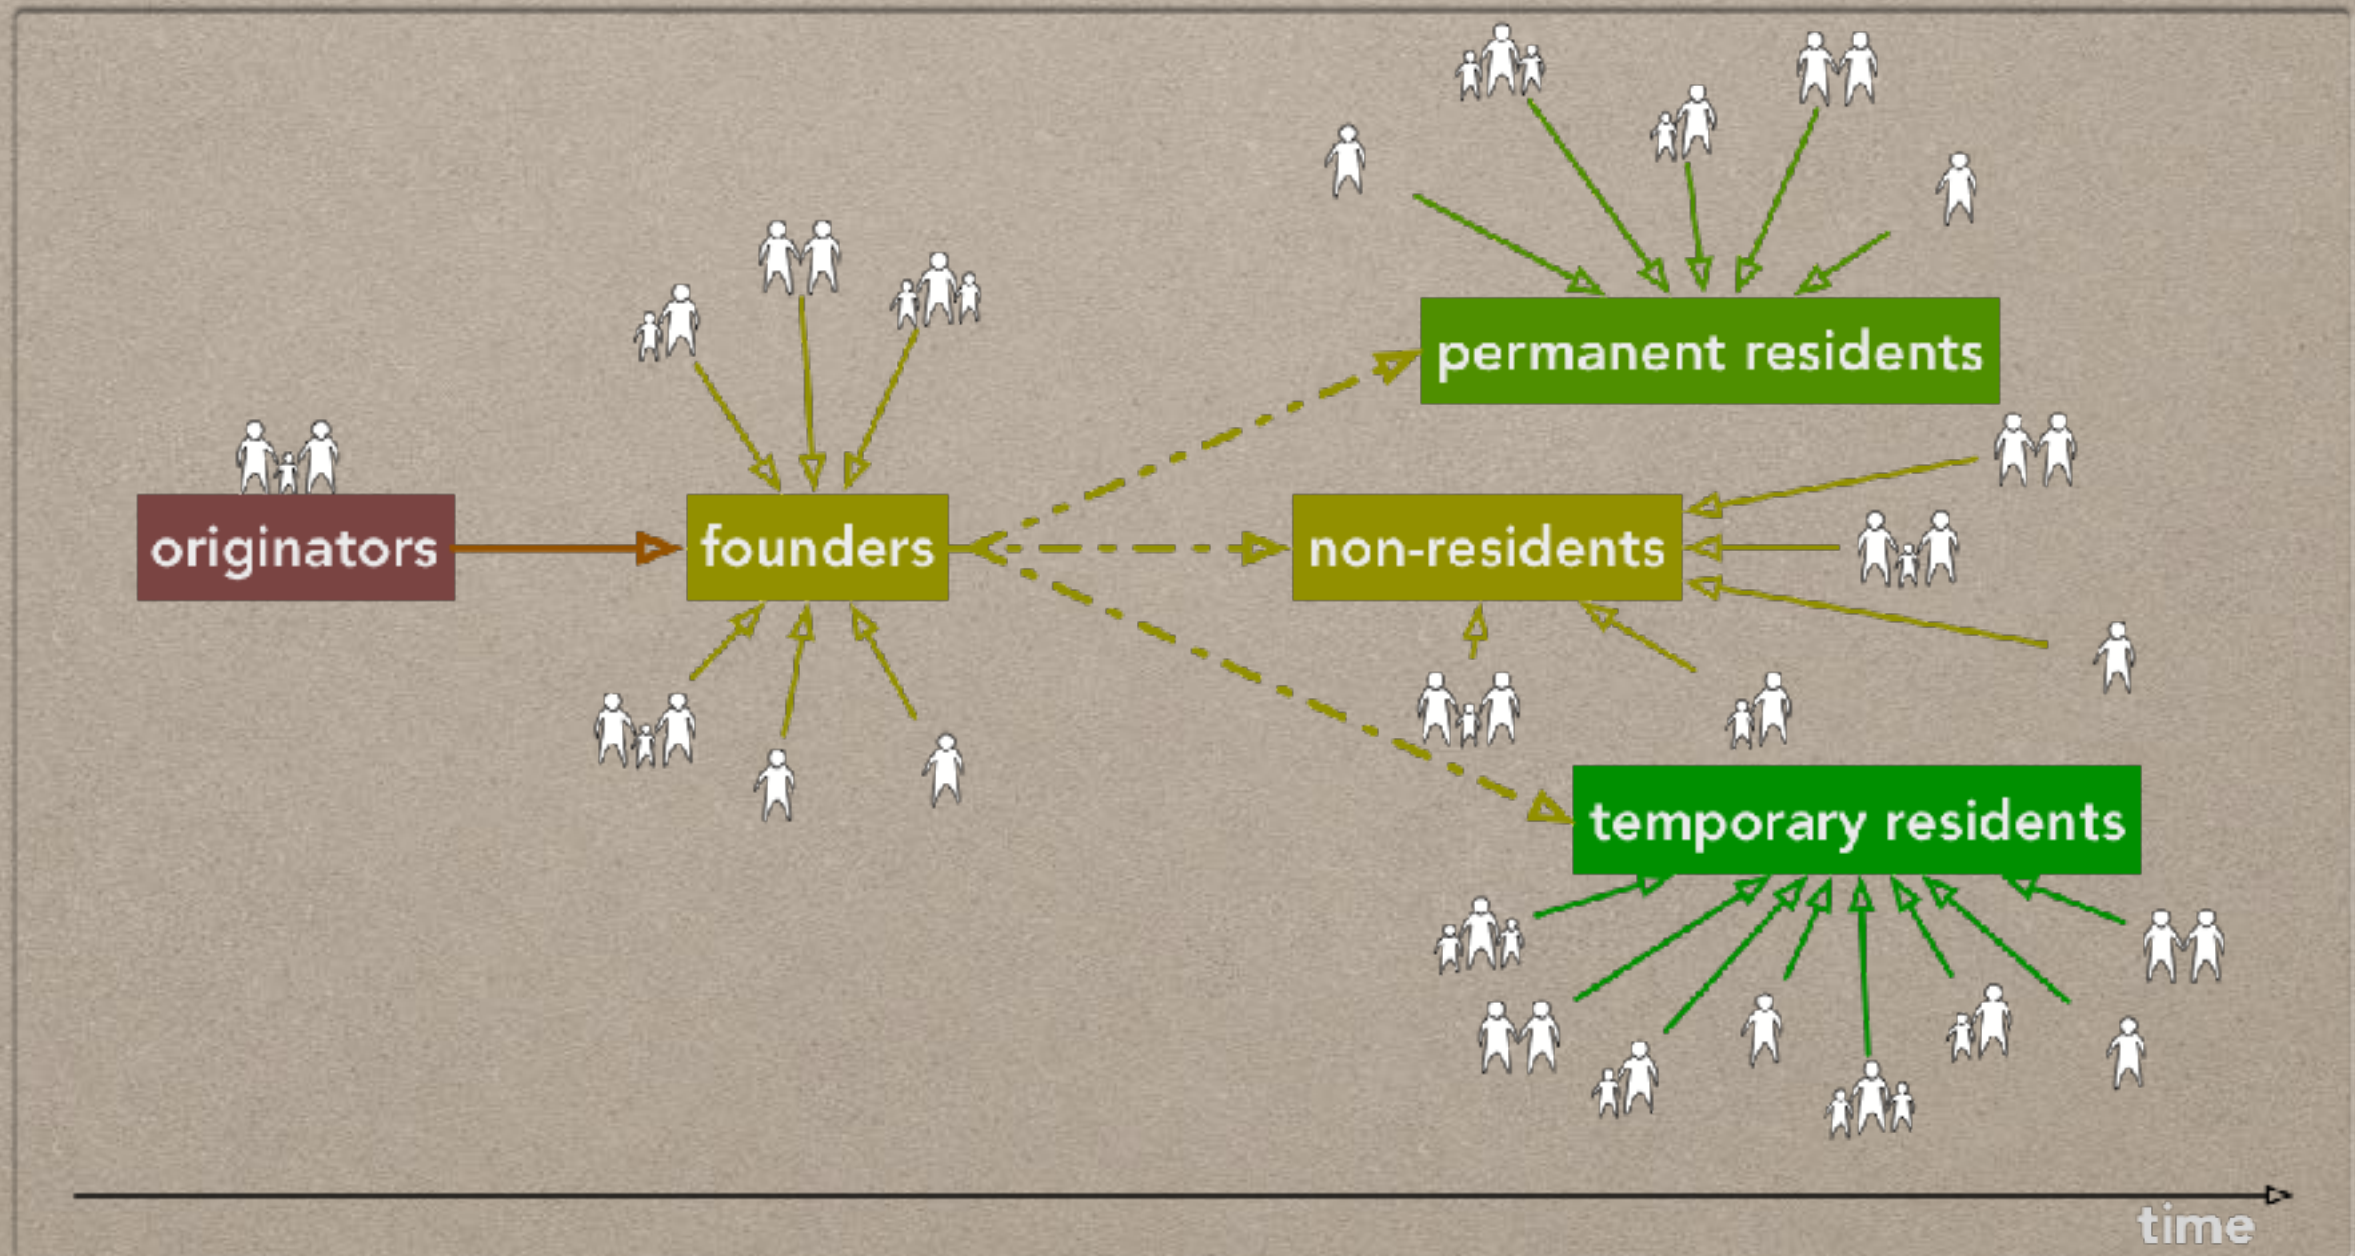 permanent residents
originators
founders
non-residents
temporary residents
time